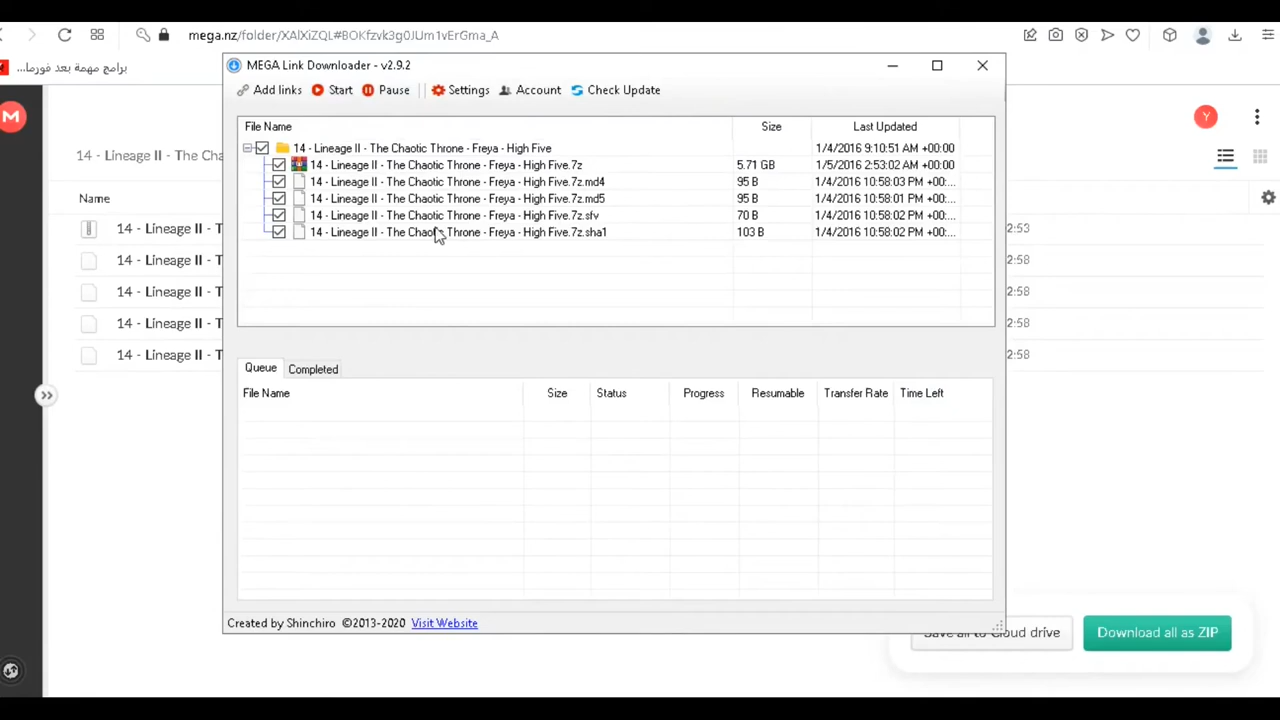 mega.nz/folder/XAlXiZQL#BOKfzvk3g0JUm1vErGma_A
برامج مهمة بعد فورما...
MEGA Link Downloader - v2.9.2
Add links Start Pause Settings Account Check Update
File Name Size Last Updated
14 - Lineage II - The Chaotic Throne - Freya - High Five 1/4/2016 9:10:51 AM +00:00
14 - Lineage II - The Chaotic Throne - Freya - High Five.7z 5.71 GB 1/5/2016 2:53:02 AM +00:00
14 - Lineage II - The Chaotic Throne - Freya - High Five.7z.md4 95 B 1/4/2016 10:58:03 PM +00:...
14 - Lineage II - The Chaotic Throne - Freya - High Five.7z.md5 95 B 1/4/2016 10:58:01 PM +00:...
14 - Lineage II - The Chaotic Throne - Freya - High Five.7z.sfv 70 B 1/4/2016 10:58:02 PM +00:...
14 - Lineage II - The Chaotic Throne - Freya - High Five.7z.sha1 103 B 1/4/2016 10:58:02 PM +00:...
Queue Completed
File Name Size Status Progress Resumable Transfer Rate Time Left
Created by Shinchiro ©2013-2020 Visit Website
M
Y
14 - Lineage II - The Cha
Name
14 - Lineage II - T 2:53
14 - Lineage II - T 2:58
14 - Lineage II - T 2:58
14 - Lineage II - T 2:58
14 - Lineage II - T 2:58
Save all to Cloud drive Download all as ZIP